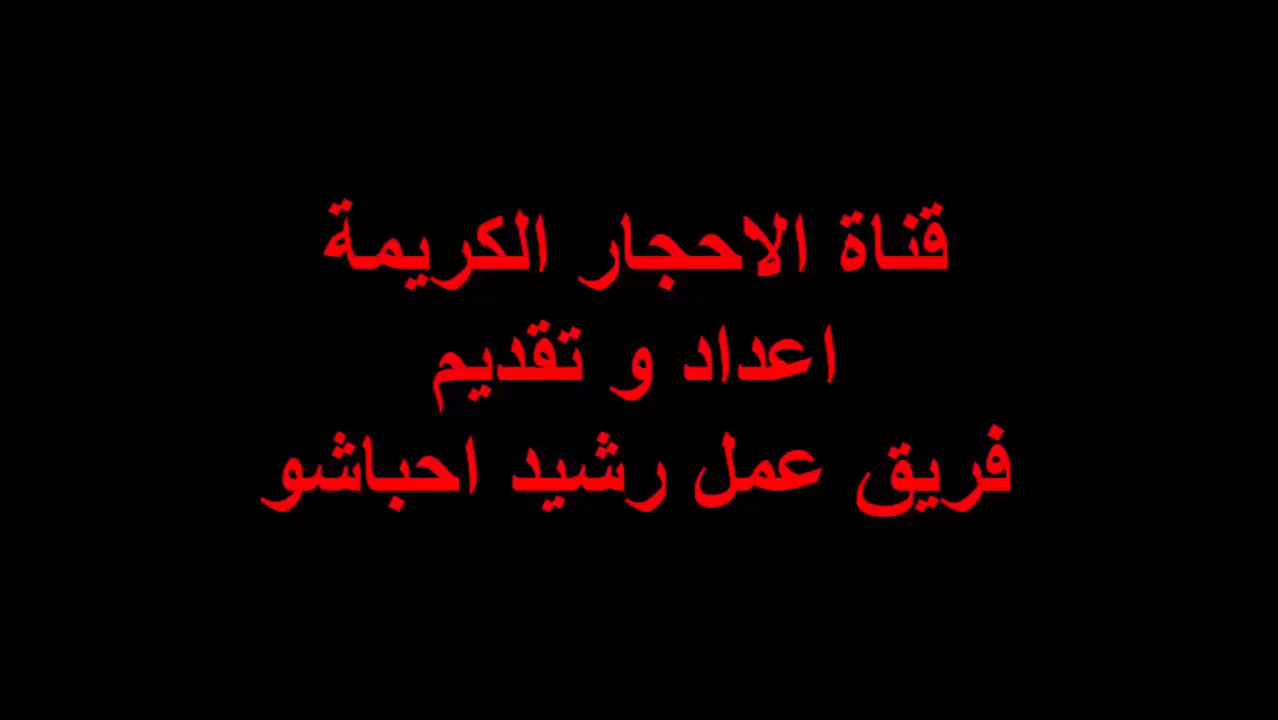 قناة الاحجار الكريمة
اعداد و تقديم
فريق عمل رشيد احباشو